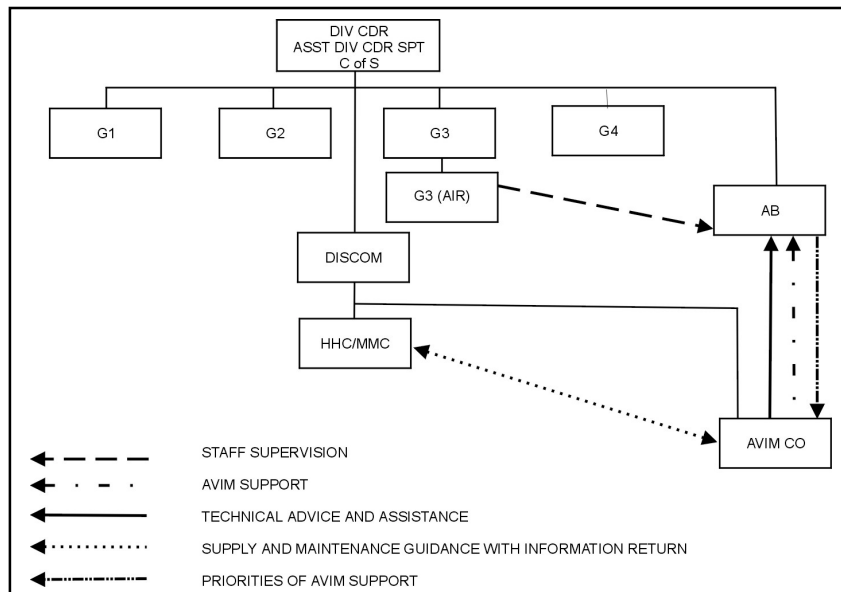 DIV CDR
ASST DIV CDR SPT
C of S
G1
G2
G3
G4
G3 (AIR)
AB
DISCOM
HHC/MMC
AVIM CO
STAFF SUPERVISION
AVIM SUPPORT
TECHNICAL ADVICE AND ASSISTANCE
SUPPLY AND MAINTENANCE GUIDANCE WITH INFORMATION RETURN
PRIORITIES OF AVIM SUPPORT